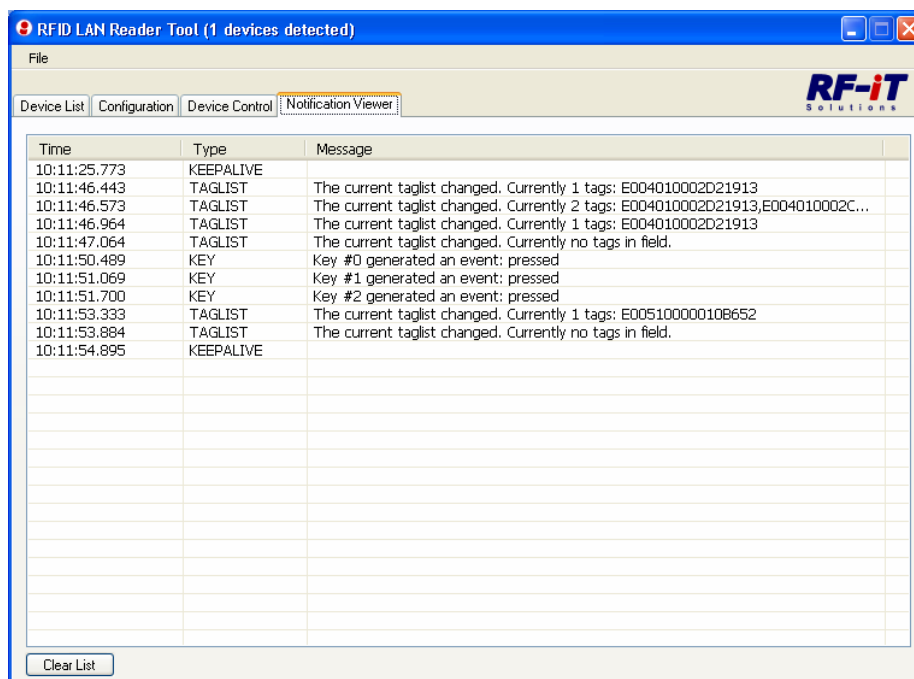 RFID LAN Reader Tool (1 devices detected)
File
RF-iT
Solutions
Device List Configuration Device Control Notification Viewer
Time Type Message
10:11:25.773 KEEPALIVE
10:11:46.443 TAGLIST The current taglist changed. Currently 1 tags: E004010002D21913
10:11:46.573 TAGLIST The current taglist changed. Currently 2 tags: E004010002D21913,E004010002C...
10:11:46.964 TAGLIST The current taglist changed. Currently 1 tags: E004010002D21913
10:11:47.064 TAGLIST The current taglist changed. Currently no tags in field.
10:11:50.489 KEY Key #0 generated an event: pressed
10:11:51.069 KEY Key #1 generated an event: pressed
10:11:51.700 KEY Key #2 generated an event: pressed
10:11:53.333 TAGLIST The current taglist changed. Currently 1 tags: E00510000010B652
10:11:53.884 TAGLIST The current taglist changed. Currently no tags in field.
10:11:54.895 KEEPALIVE
Clear List